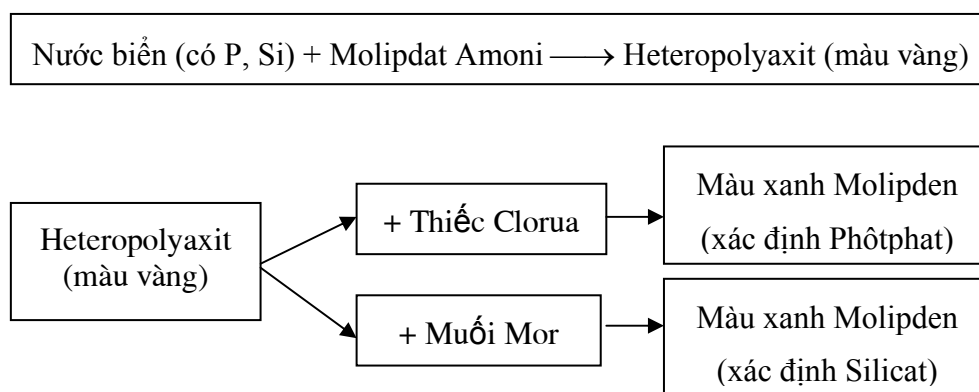 Nước biển (có P, Si) + Molipdat Amoni ⟶ Heteropolyaxit (màu vàng)
Heteropolyaxit
(màu vàng)
+ Thiếc Clorua
Màu xanh Molipden
(xác định Phôtphat)
+ Muối Mor
Màu xanh Molipden
(xác định Silicat)